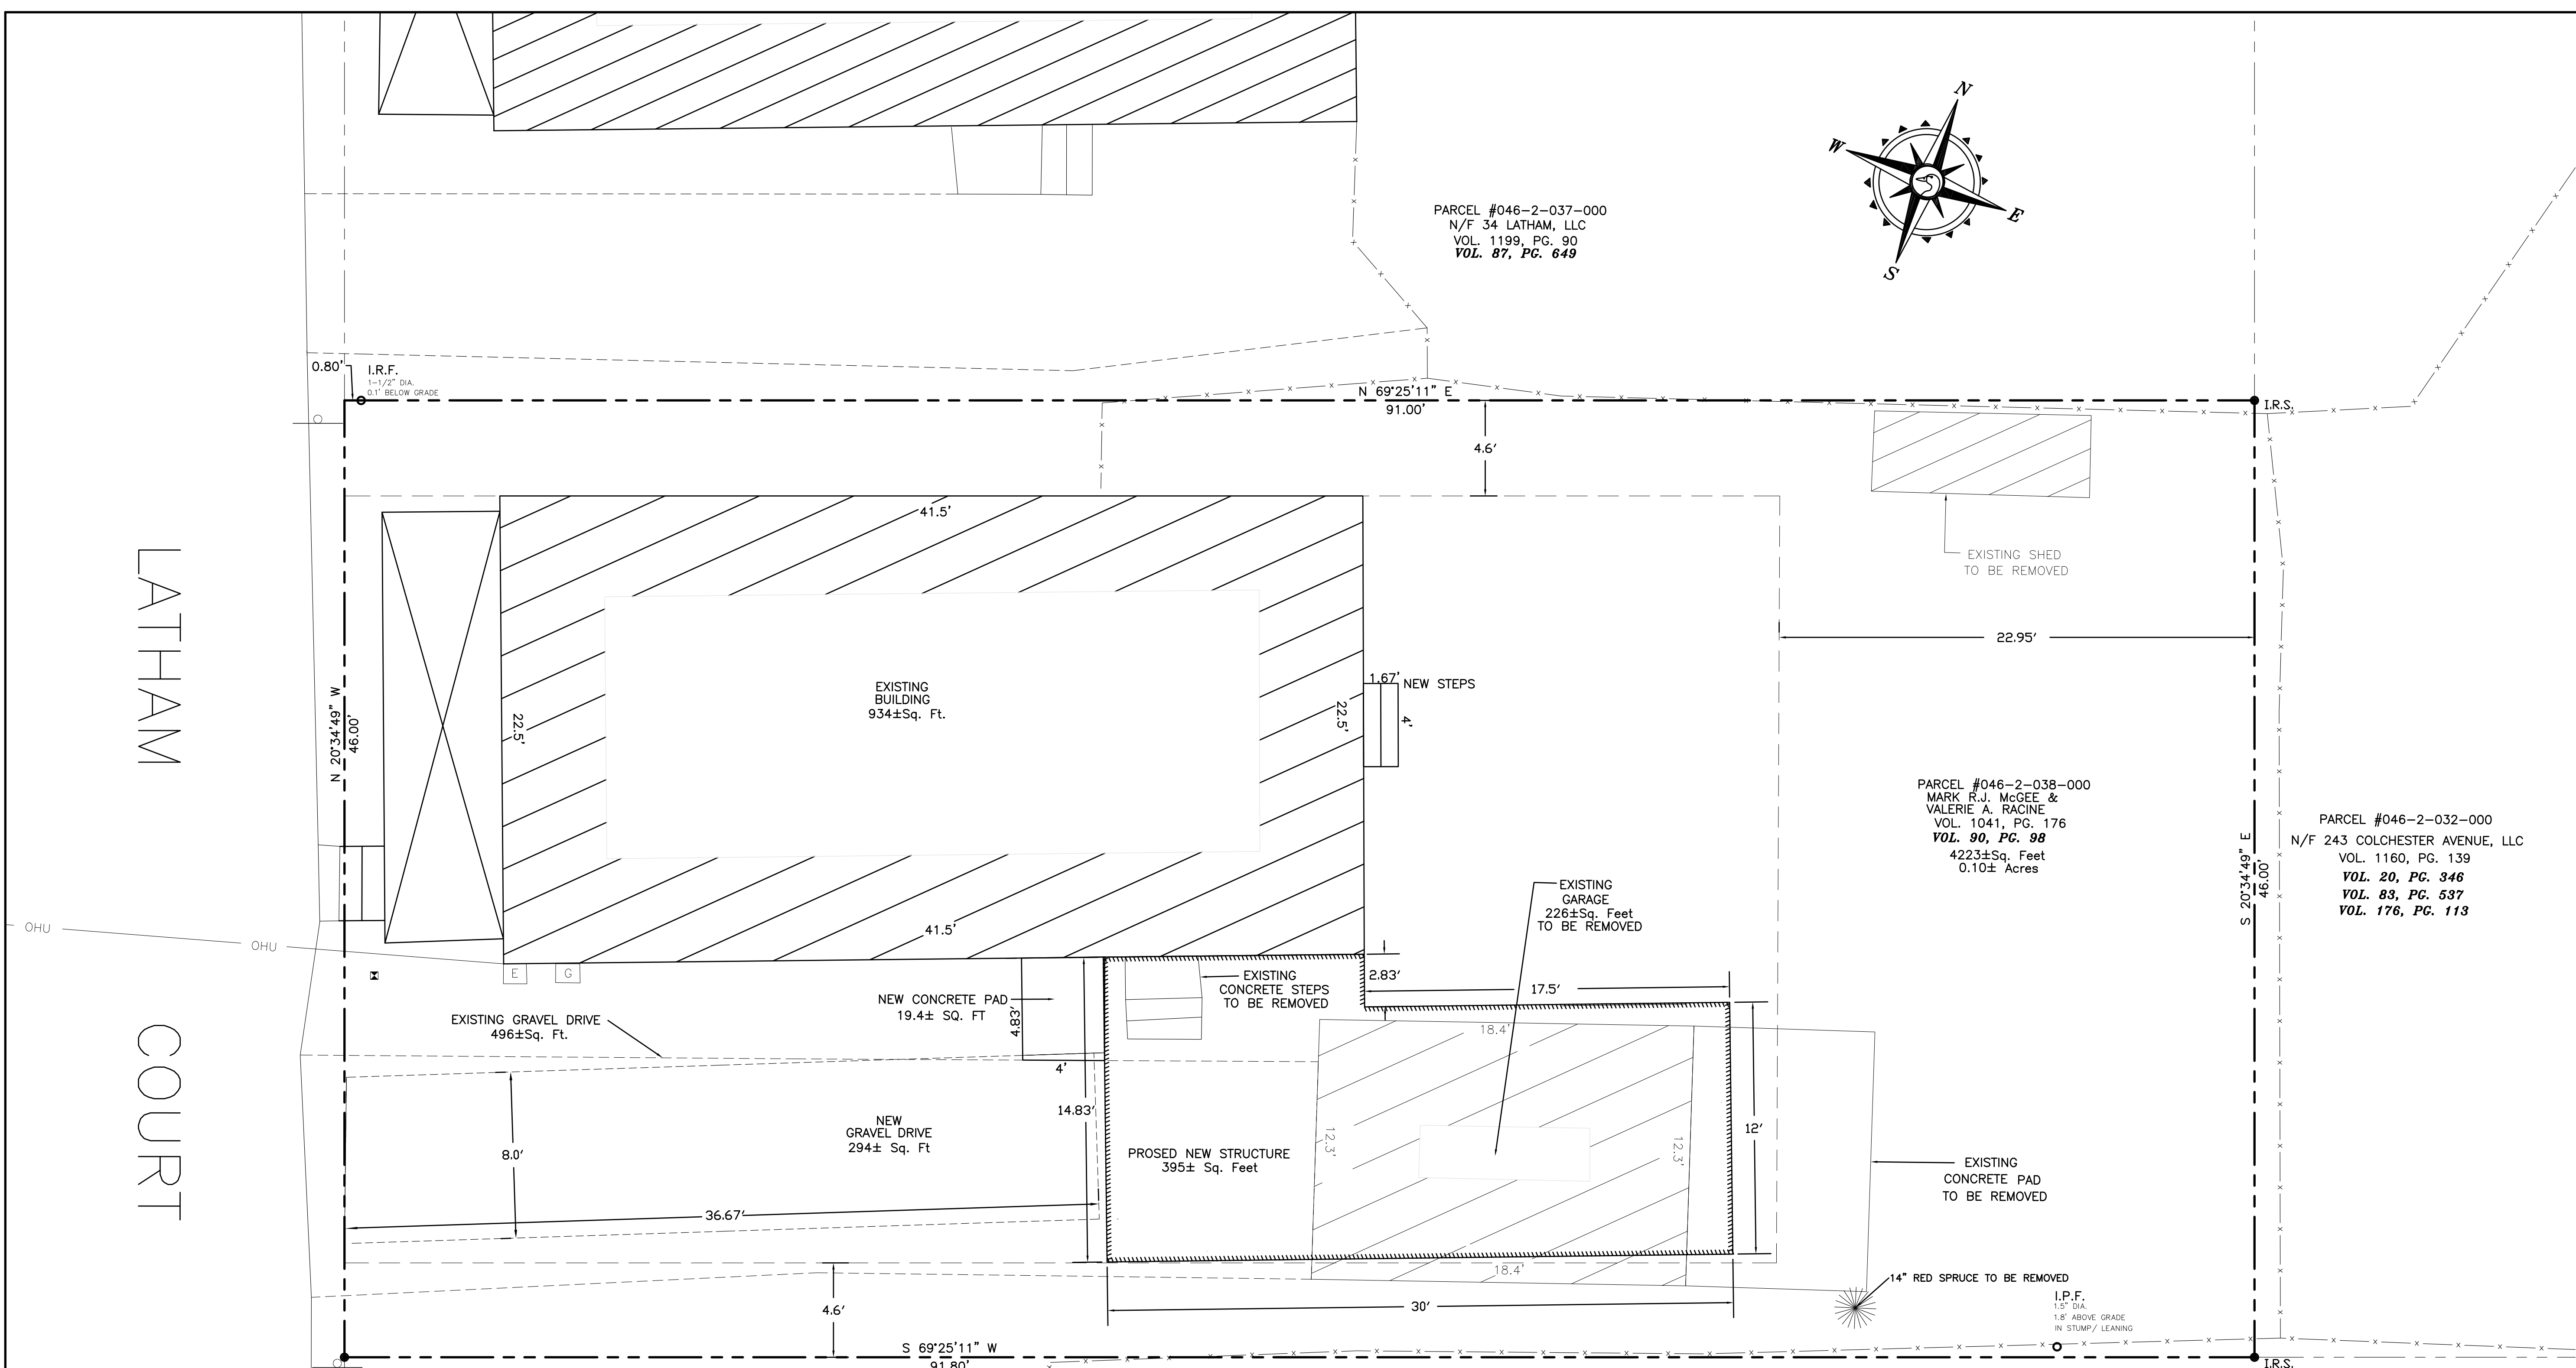 N
W
E
S
PARCEL #046-2-037-000
N/F 34 LATHAM, LLC
VOL. 1199, PG. 90
VOL. 87, PG. 649
0.80'
I.R.F.
1-1/2" DIA.
0.1' BELOW GRADE
N 69°25'11" E
91.00'
I.R.S.
4.6'
41.5'
EXISTING SHED
TO BE REMOVED
22.95'
LATHAM
COURT
N 20°34'49" W
46.00'
22.5'
EXISTING
BUILDING
934±Sq. Ft.
22.5'
1.67'
NEW STEPS
4'
PARCEL #046-2-038-000
MARK R.J. McGEE &
VALERIE A. RACINE
VOL. 1041, PG. 176
VOL. 90, PG. 98
4223±Sq. Feet
0.10± Acres
S 20°34'49" E
46.00'
PARCEL #046-2-032-000
N/F 243 COLCHESTER AVENUE, LLC
VOL. 1160, PG. 139
VOL. 20, PG. 346
VOL. 83, PG. 537
VOL. 176, PG. 113
EXISTING
GARAGE
226±Sq. Feet
TO BE REMOVED
41.5'
OHU
OHU
E
G
2.83'
EXISTING
CONCRETE STEPS
TO BE REMOVED
17.5'
NEW CONCRETE PAD
19.4± SQ. FT
4.83'
EXISTING GRAVEL DRIVE
496±Sq. Ft.
18.4'
4'
14.83'
NEW
GRAVEL DRIVE
294± Sq. Ft
8.0'
12.3'
12.3'
12'
PROSED NEW STRUCTURE
395± Sq. Feet
EXISTING
CONCRETE PAD
TO BE REMOVED
36.67'
18.4'
14" RED SPRUCE TO BE REMOVED
I.P.F.
1.5" DIA.
1.8' ABOVE GRADE
IN STUMP/ LEANING
4.6'
30'
S 69°25'11" W
91.80'
I.R.S.